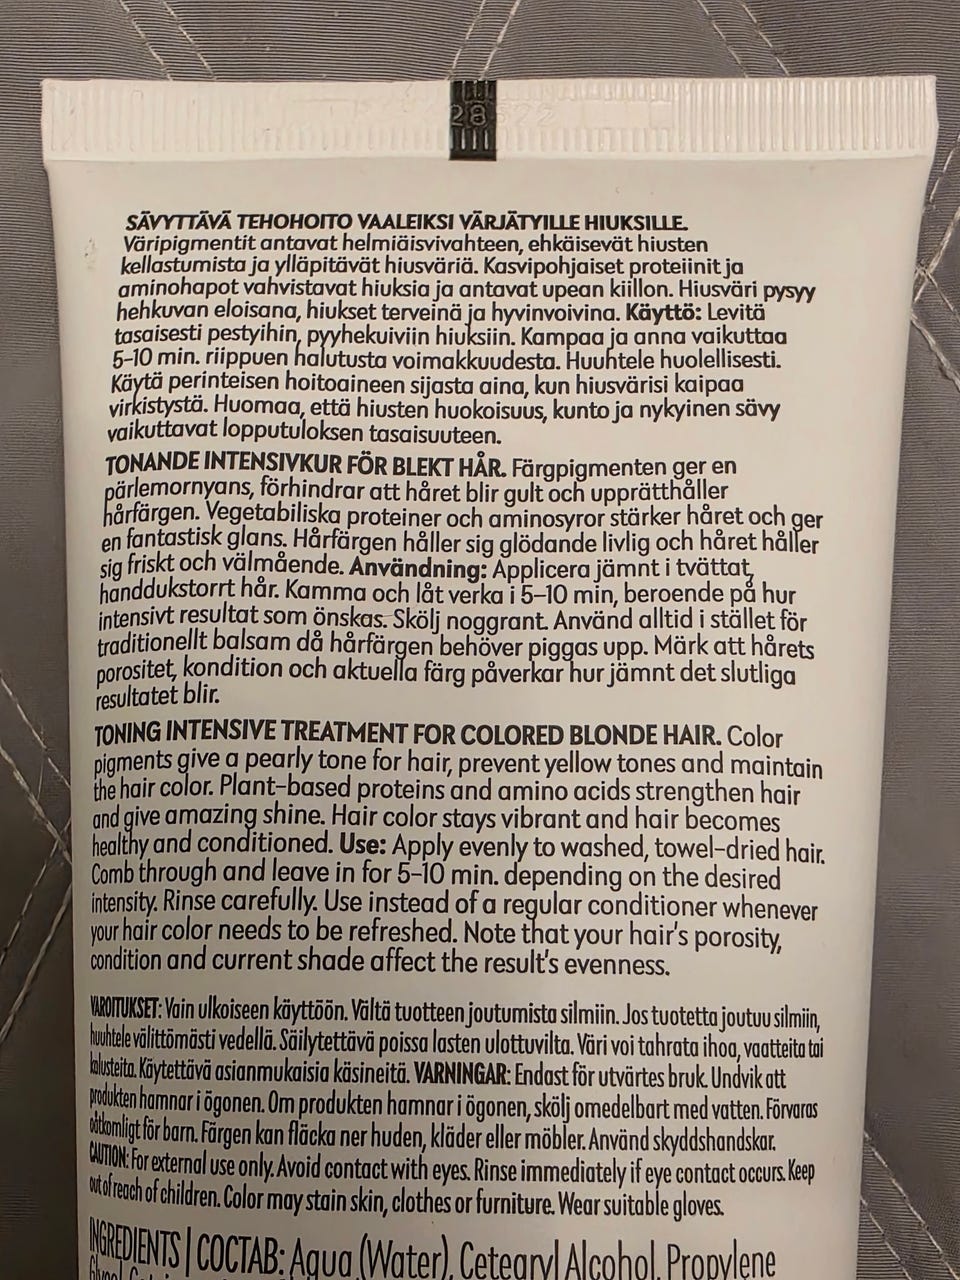 SÄVYTTÄVÄ TEHOHOITO VAALEIKSI VÄRJÄTYILLE HIUKSILLE.
Väripigmentit antavat helmiäisvivahteen, ehkäisevät hiusten
kellastumista ja ylläpitävät hiusväriä. Kasvipohjaiset proteiinit ja
aminohapot vahvistavat hiuksia ja antavat upean kiillon. Hiusväri pysyy
hehkuvan eloisana, hiukset terveinä ja hyvinvoivina. Käyttö: Levitä
tasaisesti pestyihin, pyyhekuiviin hiuksiin. Kampaa ja anna vaikuttaa
5–10 min. riippuen halutusta voimakkuudesta. Huuhtele huolellisesti.
Käytä perinteisen hoitoaineen sijasta aina, kun hiusvärisi kaipaa
virkistystä. Huomaa, että hiusten huokoisuus, kunto ja nykyinen sävy
vaikuttavat lopputuloksen tasaisuuteen.
TONANDE INTENSIVKUR FÖR BLEKT HÅR. Färgpigmenten ger en
pärlemornyans, förhindrar att håret blir gult och upprätthåller
hårfärgen. Vegetabiliska proteiner och aminosyror stärker håret och ger
en fantastisk glans. Hårfärgen håller sig glödande livlig och håret håller
sig friskt och välmående. Användning: Applicera jämnt i tvättat,
handdukstorrt hår. Kamma och låt verka i 5–10 min, beroende på hur
intensivt resultat som önskas. Skölj noggrant. Använd alltid i stället för
traditionellt balsam då hårfärgen behöver piggas upp. Märk att hårets
porositet, kondition och aktuella färg påverkar hur jämnt det slutliga
resultatet blir.
TONING INTENSIVE TREATMENT FOR COLORED BLONDE HAIR. Color
pigments give a pearly tone for hair, prevent yellow tones and maintain
the hair color. Plant-based proteins and amino acids strengthen hair
and give amazing shine. Hair color stays vibrant and hair becomes
healthy and conditioned. Use: Apply evenly to washed, towel-dried hair.
Comb through and leave in for 5–10 min. depending on the desired
intensity. Rinse carefully. Use instead of a regular conditioner whenever
your hair color needs to be refreshed. Note that your hair's porosity,
condition and current shade affect the result's evenness.
VAROITUKSET: Vain ulkoiseen käyttöön. Vältä tuotteen joutumista silmiin. Jos tuotetta joutuu silmiin,
huuhtele välittömästi vedellä. Säilytettävä poissa lasten ulottuvilta. Väri voi tahrata ihoa, vaatteita tai
kalusteita. Käytettävä asianmukaisia käsineitä. VARNINGAR: Endast för utvärtes bruk. Undvik att
produkten hamnar i ögonen. Om produkten hamnar i ögonen, skölj omedelbart med vatten. Förvaras
oåtkomligt för barn. Färgen kan fläcka ner huden, kläder eller möbler. Använd skyddshandskar.
CAUTION: For external use only. Avoid contact with eyes. Rinse immediately if eye contact occurs. Keep
out of reach of children. Color may stain skin, clothes or furniture. Wear suitable gloves.
INGREDIENTS | СОСТАВ: Aqua (Water), Cetearyl Alcohol, Propylene